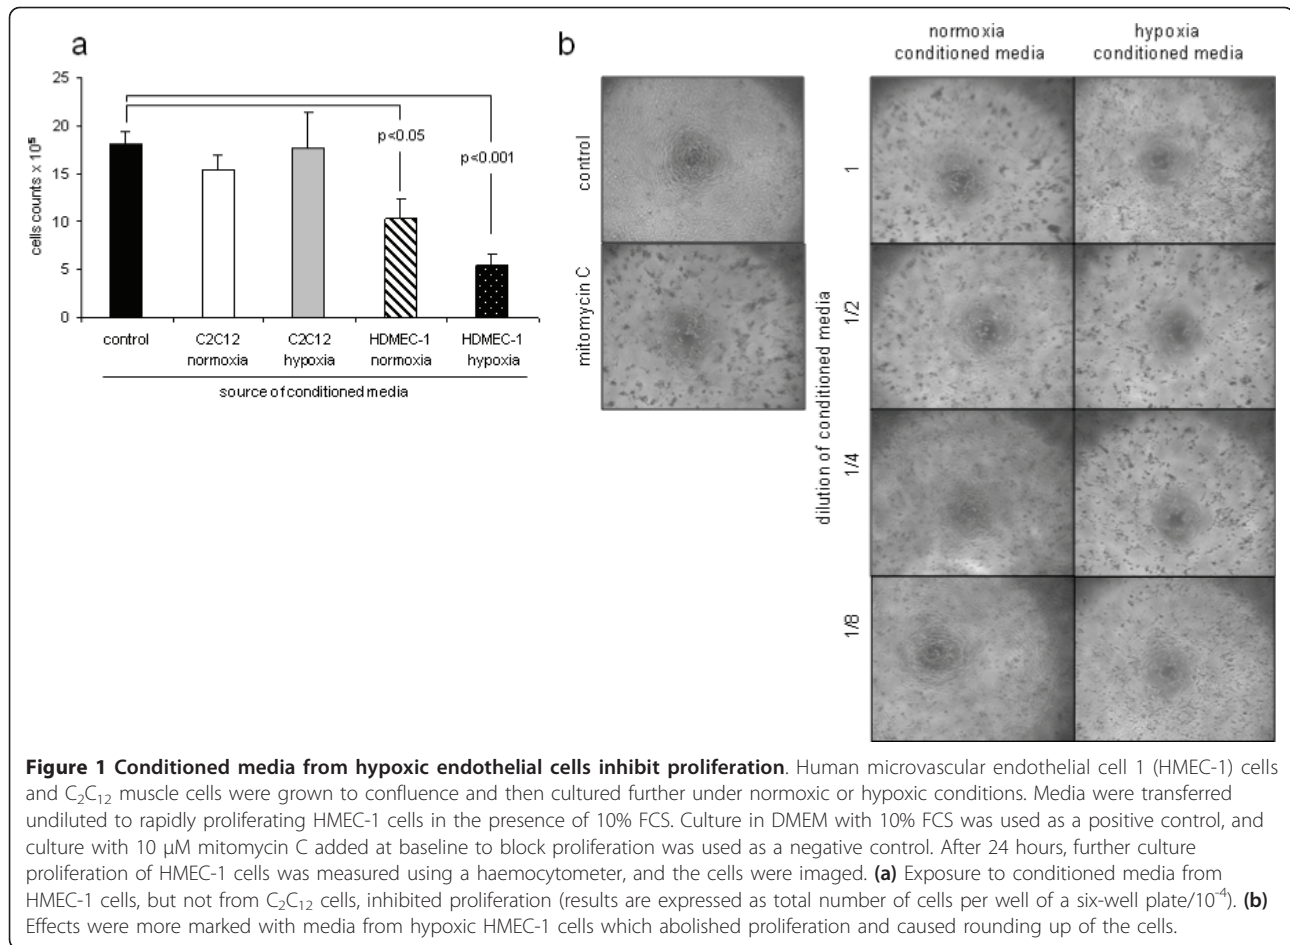 a
25
20
15
10
5
0
cells counts x 10⁵
p<0.05
p<0.001
control
C2C12
normoxia
C2C12
hypoxia
HDMEC-1
normoxia
HDMEC-1
hypoxia
source of conditioned media
b
control
mitomycin C
normoxia
conditioned media
hypoxia
conditioned media
dilution of conditioned media
1
1/2
1/4
1/8
Figure 1 Conditioned media from hypoxic endothelial cells inhibit proliferation. Human microvascular endothelial cell 1 (HMEC-1) cells
and C₂C₁₂ muscle cells were grown to confluence and then cultured further under normoxic or hypoxic conditions. Media were transferred
undiluted to rapidly proliferating HMEC-1 cells in the presence of 10% FCS. Culture in DMEM with 10% FCS was used as a positive control, and
culture with 10 μM mitomycin C added at baseline to block proliferation was used as a negative control. After 24 hours, further culture
proliferation of HMEC-1 cells was measured using a haemocytometer, and the cells were imaged. (a) Exposure to conditioned media from
HMEC-1 cells, but not from C₂C₁₂ cells, inhibited proliferation (results are expressed as total number of cells per well of a six-well plate/10⁻⁴). (b)
Effects were more marked with media from hypoxic HMEC-1 cells which abolished proliferation and caused rounding up of the cells.